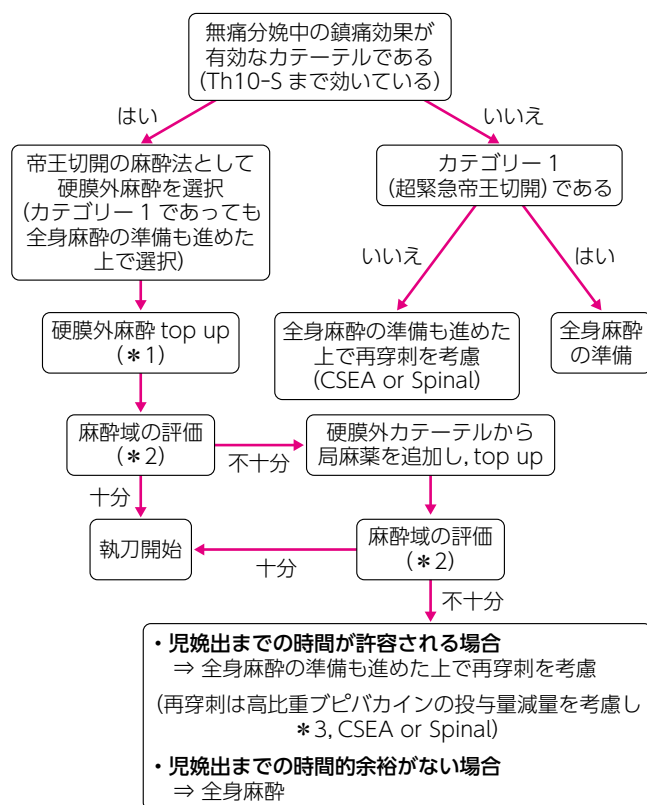 無痛分娩中の鎮痛効果が
有効なカテーテルである
(Th10-S まで効いている)
はい
いいえ
帝王切開の麻酔法として
硬膜外麻酔を選択
(カテゴリー 1 であっても
全身麻酔の準備も進めた
上で選択)
カテゴリー 1
(超緊急帝王切開) である
いいえ
はい
硬膜外麻酔 top up
(＊1)
全身麻酔の準備も進めた
上で再穿刺を考慮
(CSEA or Spinal)
全身麻酔
の準備
麻酔域の評価
(＊2)
不十分
硬膜外カテーテルから
局麻薬を追加し, top up
十分
執刀開始
十分
麻酔域の評価
(＊2)
不十分
・児娩出までの時間が許容される場合
⇒ 全身麻酔の準備も進めた上で再穿刺を考慮
(再穿刺は高比重ブピバカインの投与量減量を考慮し
＊3, CSEA or Spinal)
・児娩出までの時間的余裕がない場合
⇒ 全身麻酔